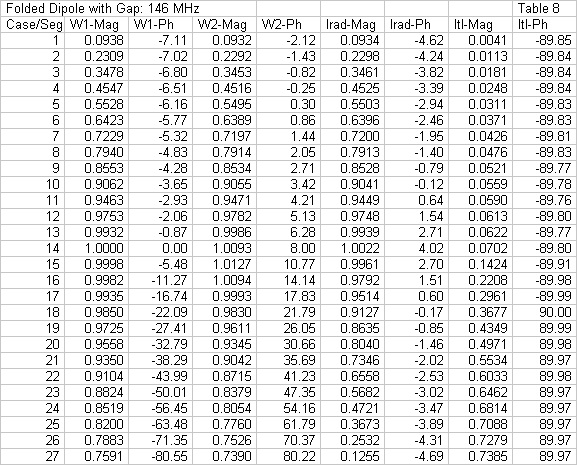 Folded Dipole with Gap: 146 MHz Table 8
Case/Seg W1-Mag W1-Ph W2-Mag W2-Ph Irad-Mag Irad-Ph Itl-Mag Itl-Ph
1 0.0938 -7.11 0.0932 -2.12 0.0934 -4.62 0.0041 -89.85
2 0.2309 -7.02 0.2292 -1.43 0.2298 -4.24 0.0113 -89.84
3 0.3478 -6.80 0.3453 -0.82 0.3461 -3.82 0.0181 -89.84
4 0.4547 -6.51 0.4516 -0.25 0.4525 -3.39 0.0248 -89.84
5 0.5528 -6.16 0.5495 0.30 0.5503 -2.94 0.0311 -89.83
6 0.6423 -5.77 0.6389 0.86 0.6396 -2.46 0.0371 -89.83
7 0.7229 -5.32 0.7197 1.44 0.7200 -1.95 0.0426 -89.81
8 0.7940 -4.83 0.7914 2.05 0.7913 -1.40 0.0476 -89.83
9 0.8553 -4.28 0.8534 2.71 0.8528 -0.79 0.0521 -89.77
10 0.9062 -3.65 0.9055 3.42 0.9041 -0.12 0.0559 -89.78
11 0.9463 -2.93 0.9471 4.21 0.9449 0.64 0.0590 -89.76
12 0.9753 -2.06 0.9782 5.13 0.9748 1.54 0.0613 -89.80
13 0.9932 -0.87 0.9986 6.28 0.9939 2.71 0.0622 -89.77
14 1.0000 0.00 1.0093 8.00 1.0022 4.02 0.0702 -89.80
15 0.9998 -5.48 1.0127 10.77 0.9961 2.70 0.1424 -89.91
16 0.9982 -11.27 1.0094 14.14 0.9792 1.51 0.2208 -89.98
17 0.9935 -16.74 0.9993 17.83 0.9514 0.60 0.2961 -89.99
18 0.9850 -22.09 0.9830 21.79 0.9127 -0.17 0.3677 90.00
19 0.9725 -27.41 0.9611 26.05 0.8635 -0.85 0.4349 89.99
20 0.9558 -32.79 0.9345 30.66 0.8040 -1.46 0.4971 89.98
21 0.9350 -38.29 0.9042 35.69 0.7346 -2.02 0.5534 89.97
22 0.9104 -43.99 0.8715 41.23 0.6558 -2.53 0.6033 89.98
23 0.8824 -50.01 0.8379 47.35 0.5682 -3.02 0.6462 89.97
24 0.8519 -56.45 0.8054 54.16 0.4721 -3.47 0.6814 89.97
25 0.8200 -63.48 0.7760 61.79 0.3673 -3.89 0.7088 89.97
26 0.7883 -71.35 0.7526 70.37 0.2532 -4.31 0.7279 89.97
27 0.7591 -80.55 0.7390 80.22 0.1255 -4.69 0.7385 89.97